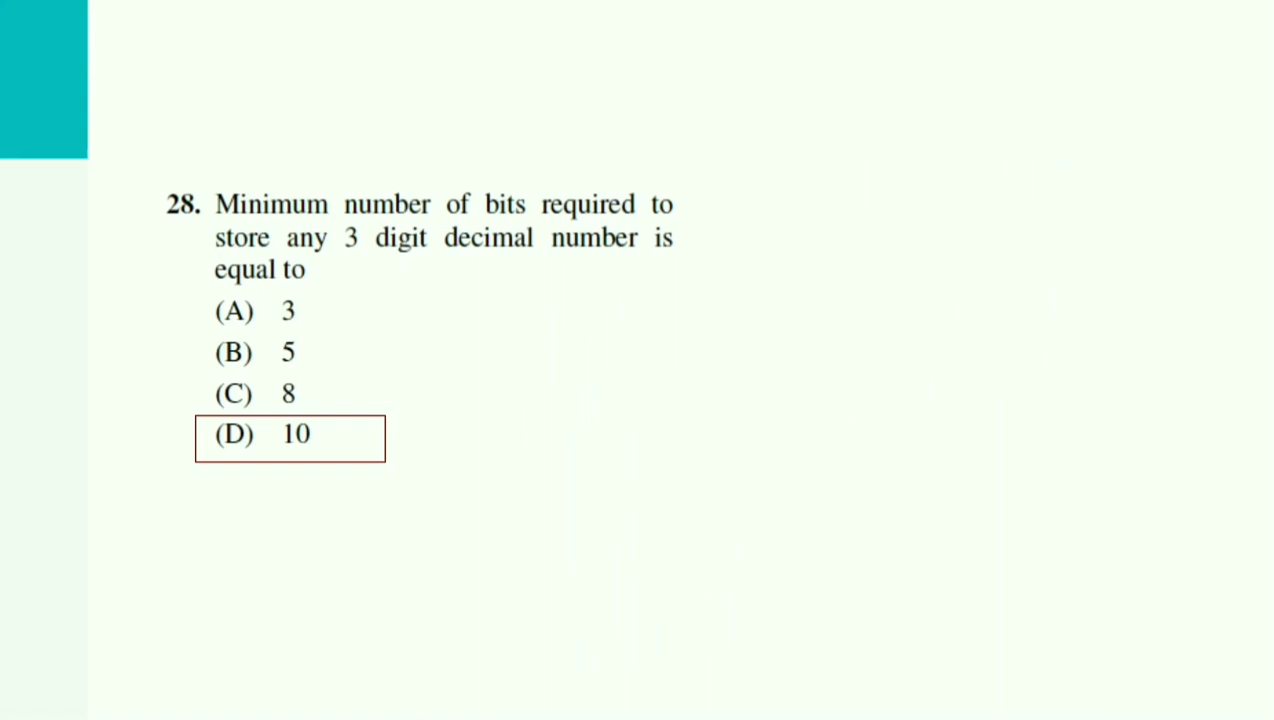 28. Minimum number of bits required to
store any 3 digit decimal number is
equal to
(A) 3
(B) 5
(C) 8
(D) 10